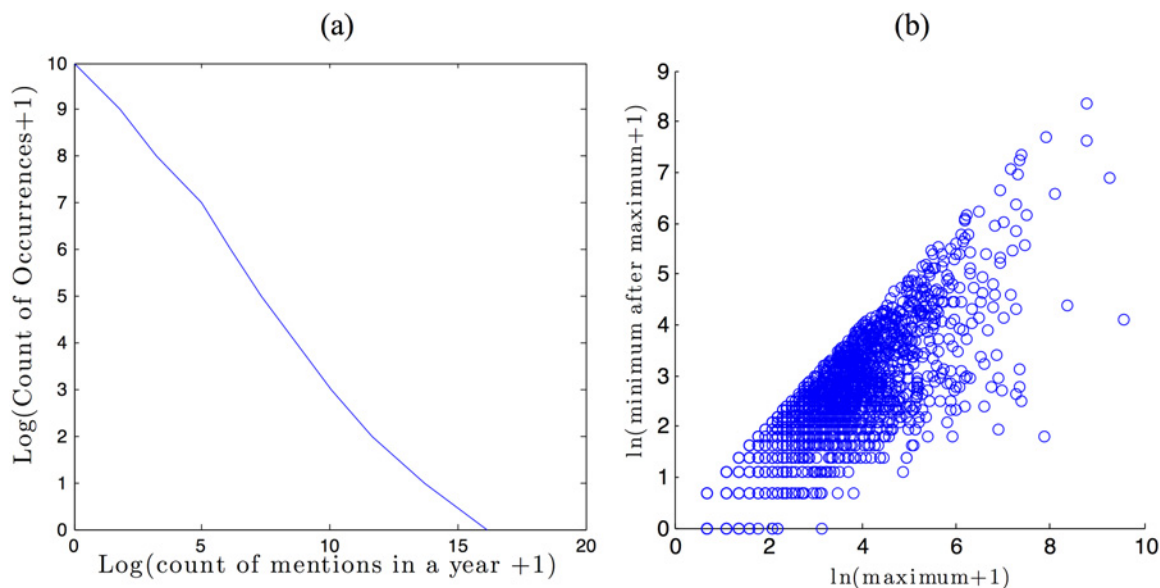 (a)
(b)
Log(Count of Occurrences+1)
10
9
8
7
6
5
4
3
2
1
0
0 5 10 15 20
Log(count of mentions in a year +1)
ln(minimum after maximum+1)
9
8
7
6
5
4
3
2
1
0
0 2 4 6 8 10
ln(maximum+1)